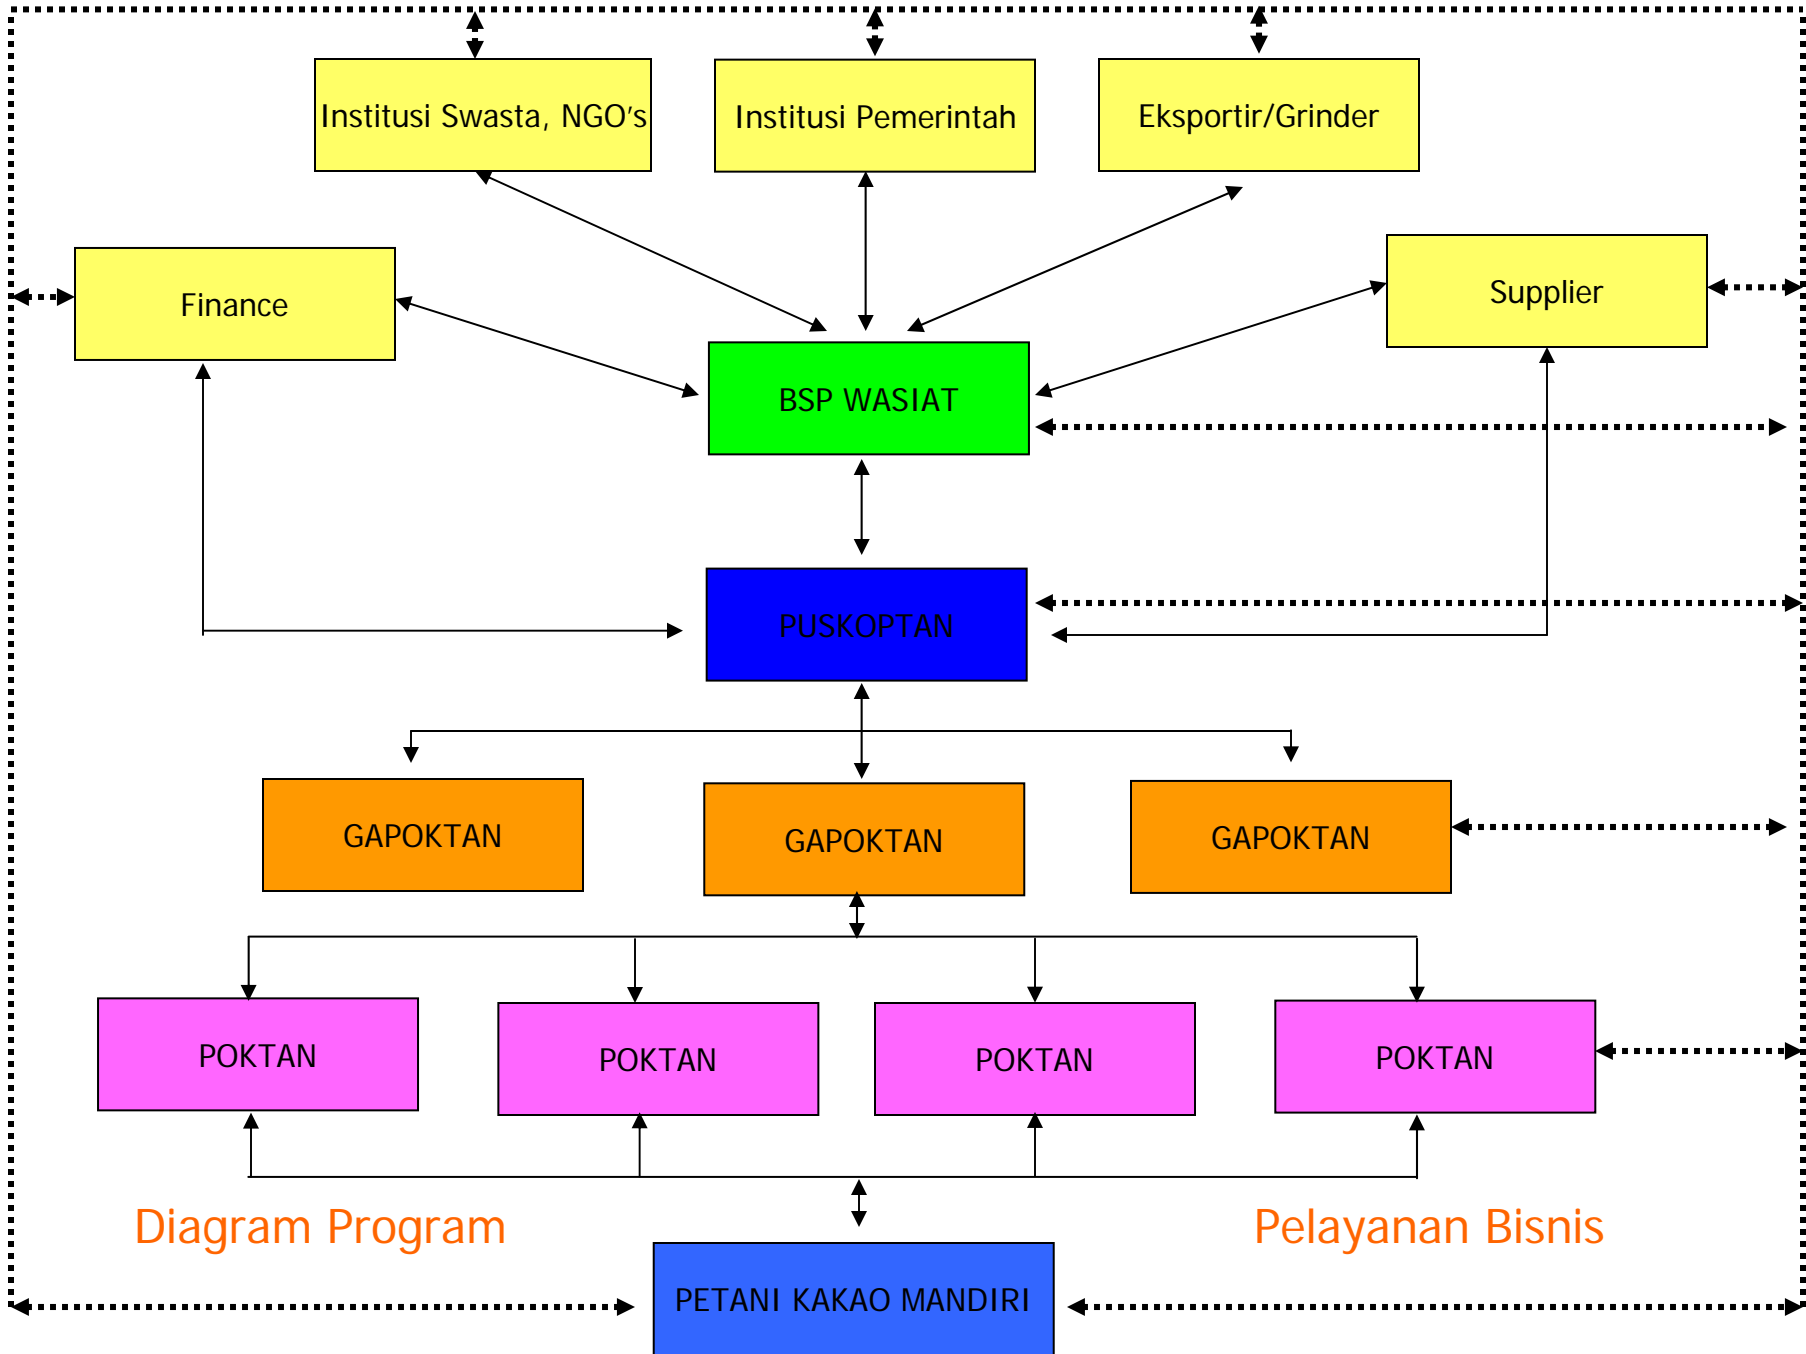 Institusi Swasta, NGO's
Institusi Pemerintah
Eksportir/Grinder
Finance
Supplier
BSP WASIAT
PUSKOPTAN
GAPOKTAN
GAPOKTAN
GAPOKTAN
POKTAN
POKTAN
POKTAN
POKTAN
Diagram Program
Pelayanan Bisnis
PETANI KAKAO MANDIRI